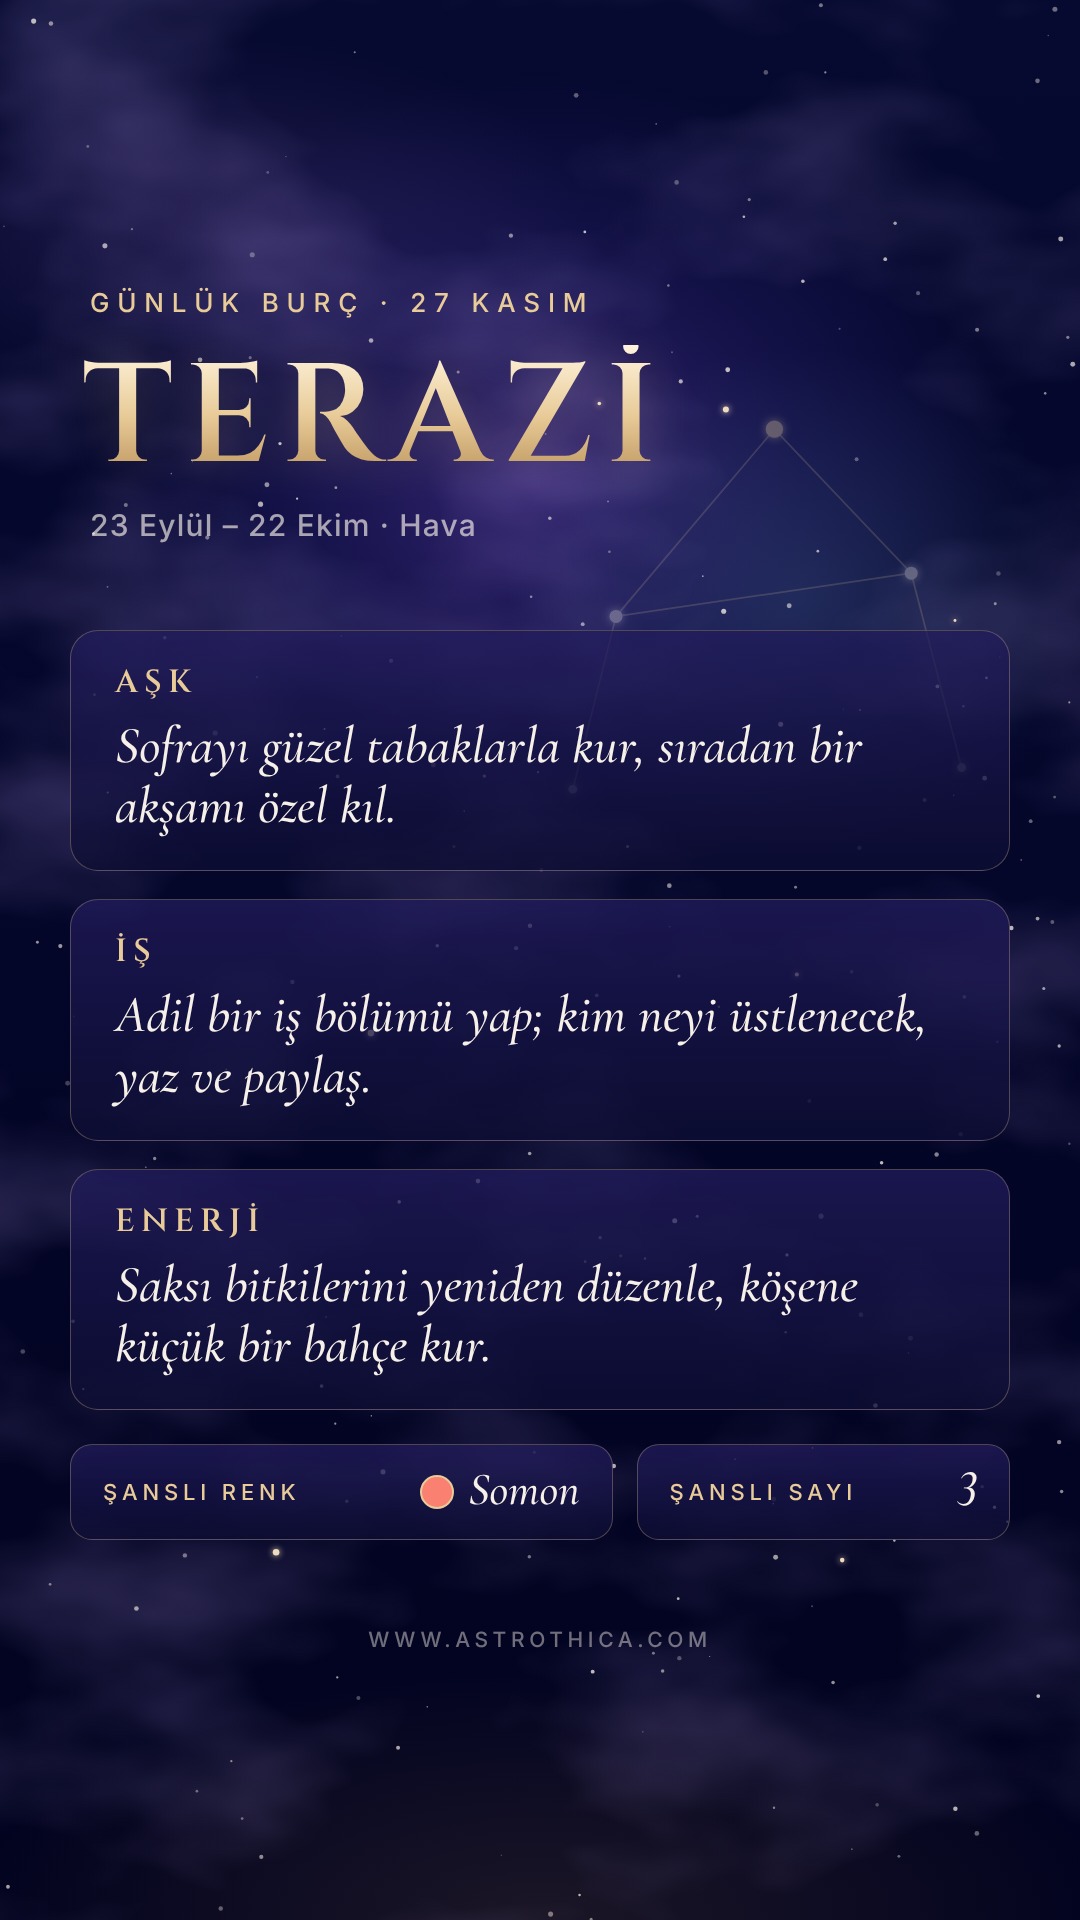 GÜNLÜK BURÇ · 27 KASIM
TERAZİ
23 Eylül – 22 Ekim · Hava
AŞK
Sofrayı güzel tabaklarla kur, sıradan bir
akşamı özel kıl.
İŞ
Adil bir iş bölümü yap; kim neyi üstlenecek,
yaz ve paylaş.
ENERJİ
Saksı bitkilerini yeniden düzenle, köşene
küçük bir bahçe kur.
ŞANSLI RENK Somon
ŞANSLI SAYI 3
WWW.ASTROTHICA.COM